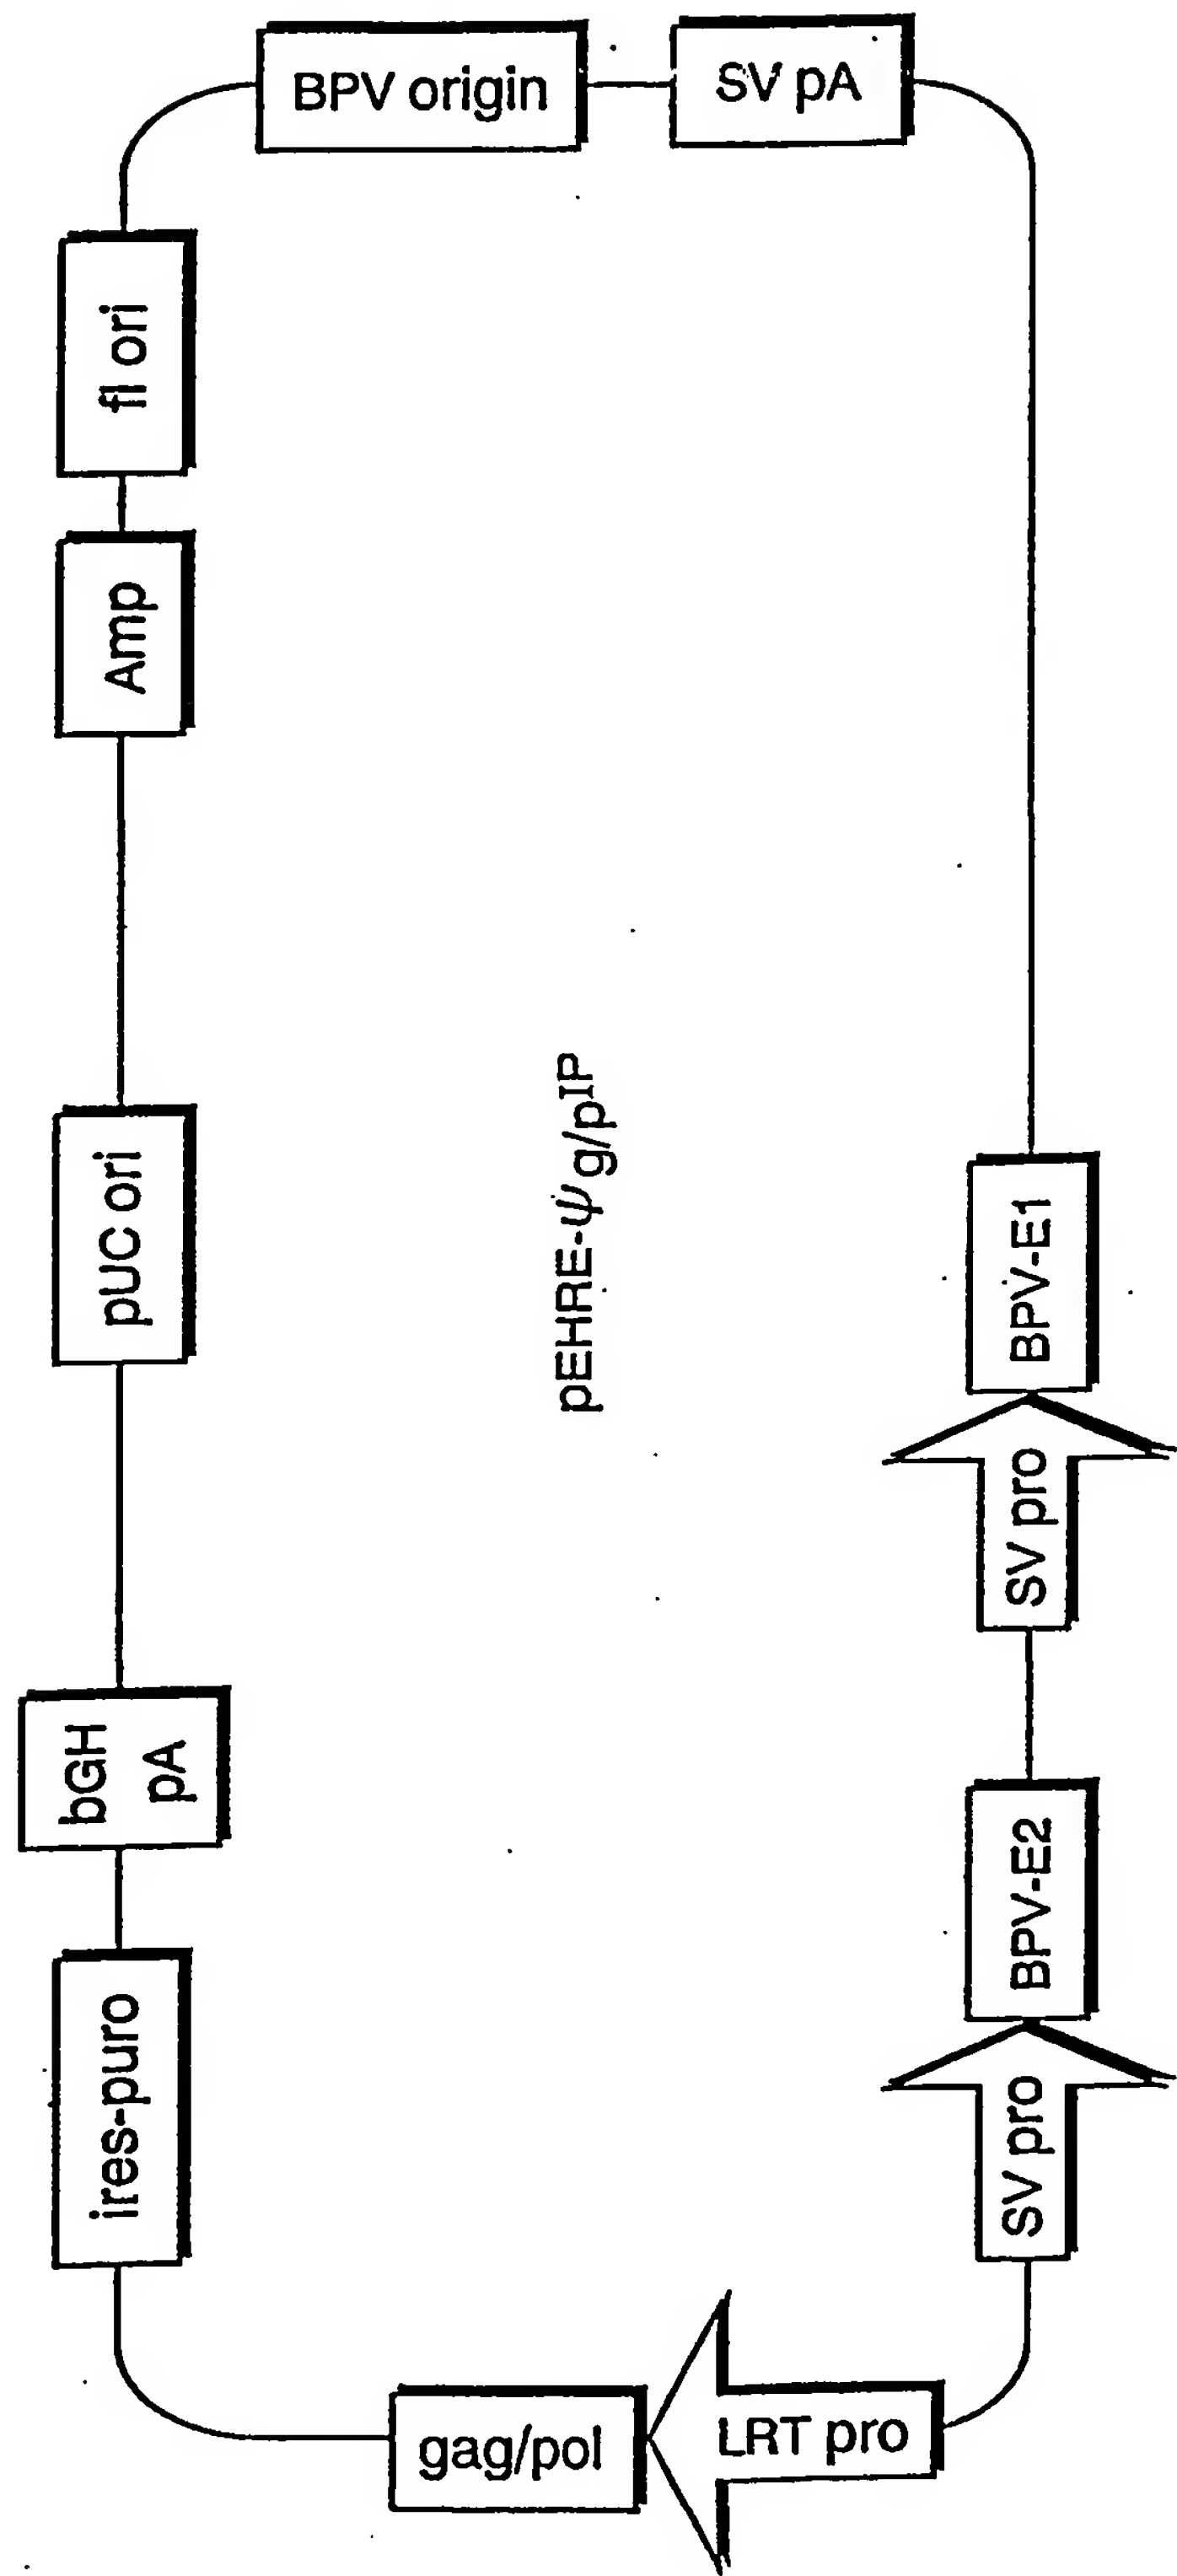 BPV origin
SV pA
fI ori
Amp
pUC ori
bGH
pA
ires-puro
gag/pol
LRT pro
SV pro
BPV-E2
SV pro
BPV-E1
pEHRE-ψg/pIP